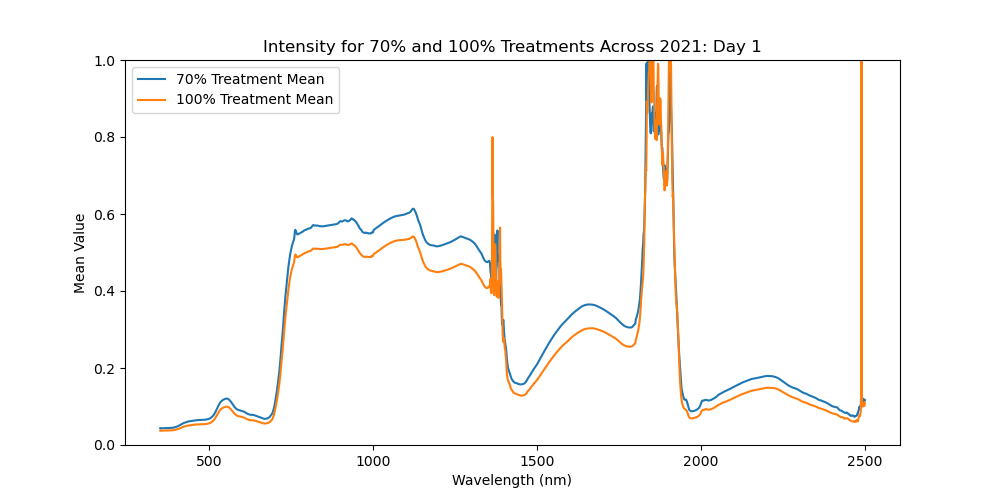 Intensity for 70% and 100% Treatments Across 2021: Day 1
1.0
70% Treatment Mean
100% Treatment Mean
0.8
0.6
Mean Value
0.4
0.2
0.0
500
1000
1500
2000
2500
Wavelength (nm)